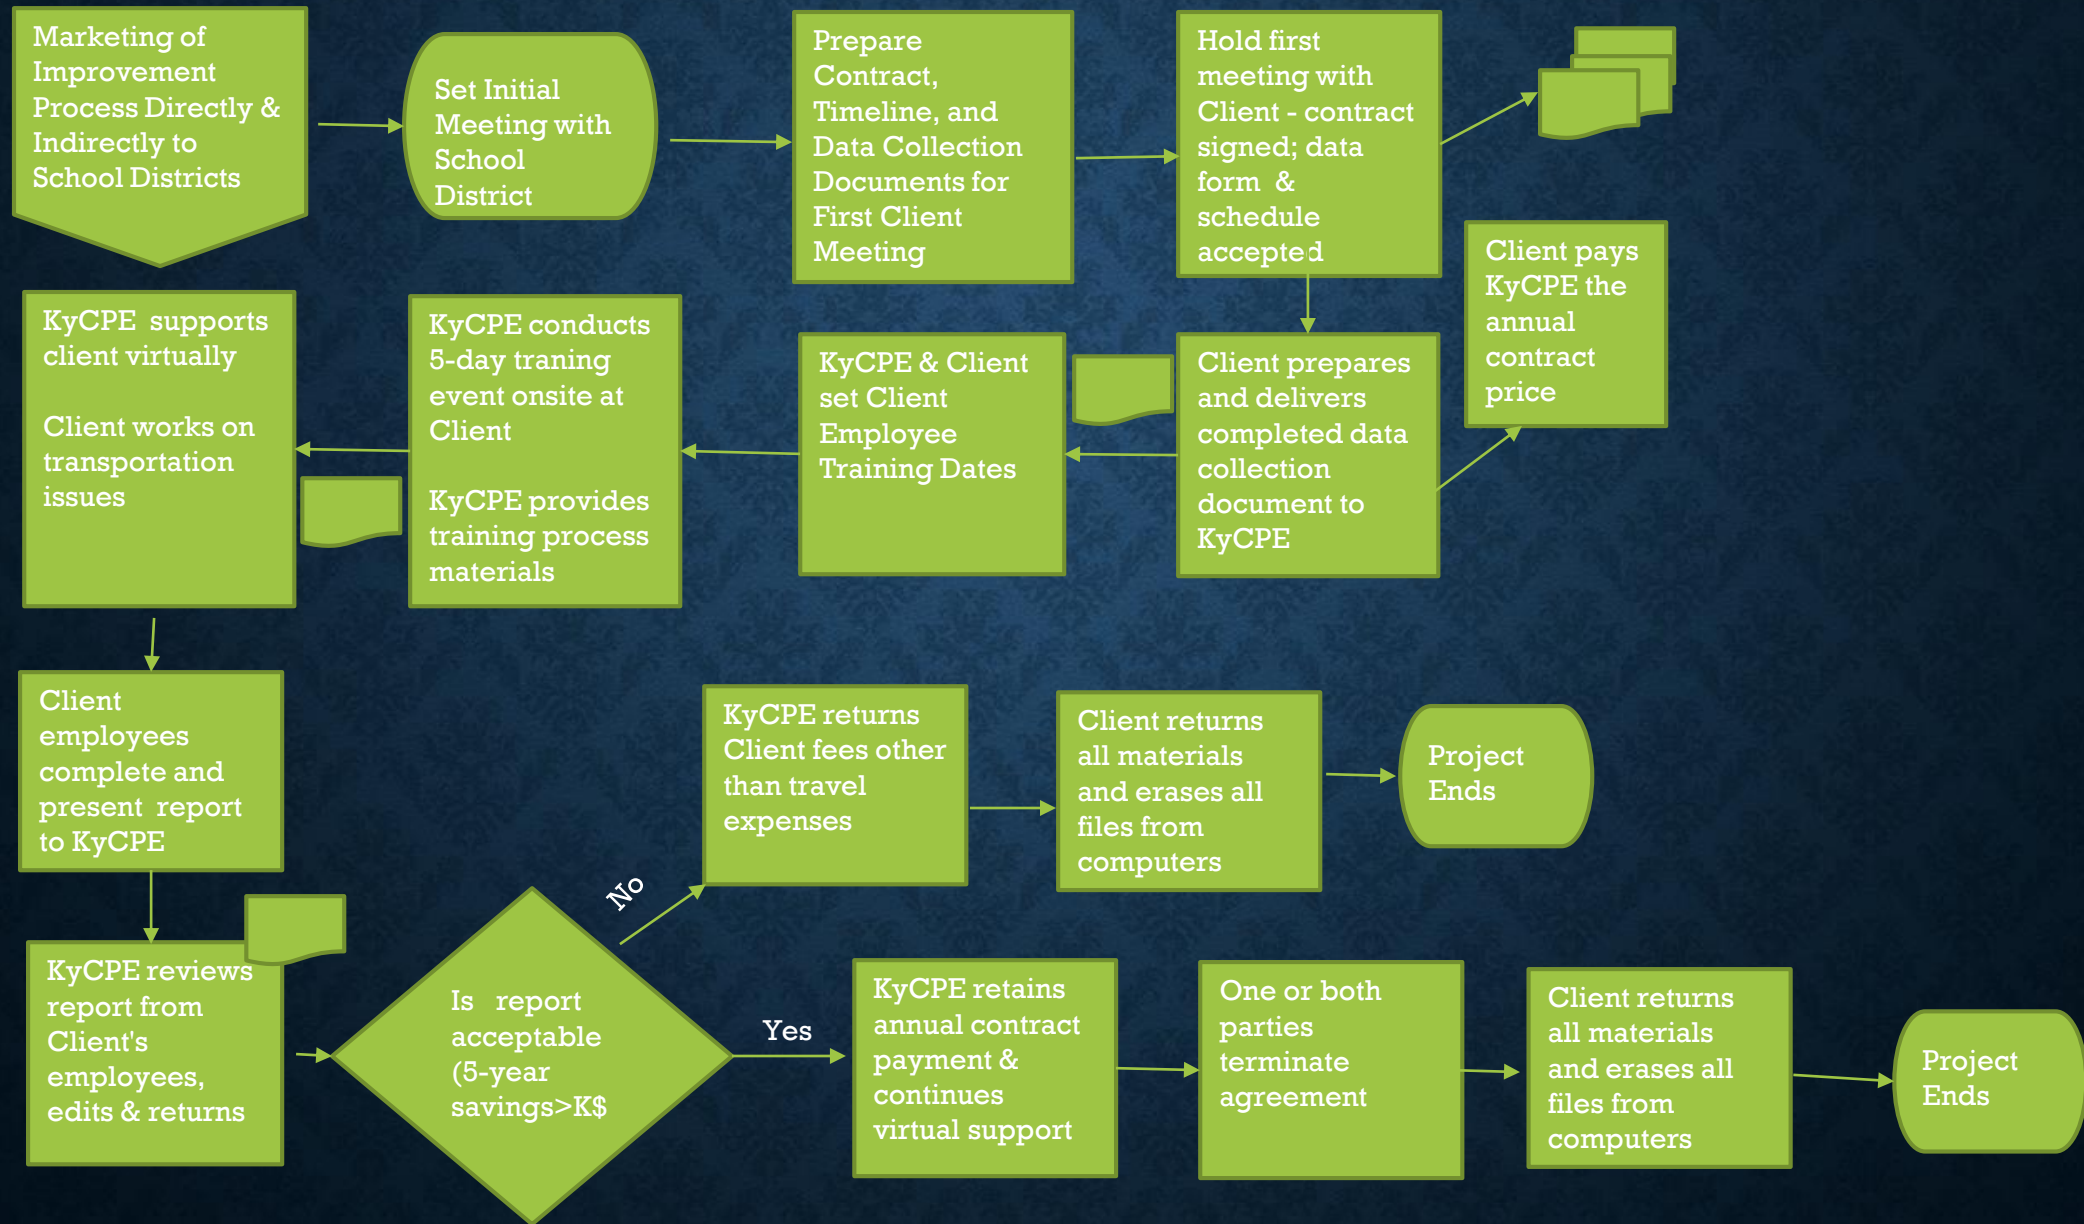 Marketing of
Improvement
Process Directly &
Indirectly to
School Districts
Set Initial
Meeting with
School
District
Prepare
Contract,
Timeline, and
Data Collection
Documents for
First Client
Meeting
Hold first
meeting with
Client - contract
signed; data
form &
schedule
accepted
Client pays
KyCPE the
annual
contract
price
Client prepares
and delivers
completed data
collection
document to
KyCPE
KyCPE & Client
set Client
Employee
Training Dates
KyCPE conducts
5-day traning
event onsite at
Client
KyCPE provides
training process
materials
KyCPE supports
client virtually
Client works on
transportation
issues
Client
employees
complete and
present report
to KyCPE
KyCPE reviews
report from
Client's
employees,
edits & returns
Is report
acceptable
(5-year
savings>K$
No
KyCPE returns
Client fees other
than travel
expenses
Client returns
all materials
and erases all
files from
computers
Project
Ends
Yes
KyCPE retains
annual contract
payment &
continues
virtual support
One or both
parties
terminate
agreement
Client returns
all materials
and erases all
files from
computers
Project
Ends